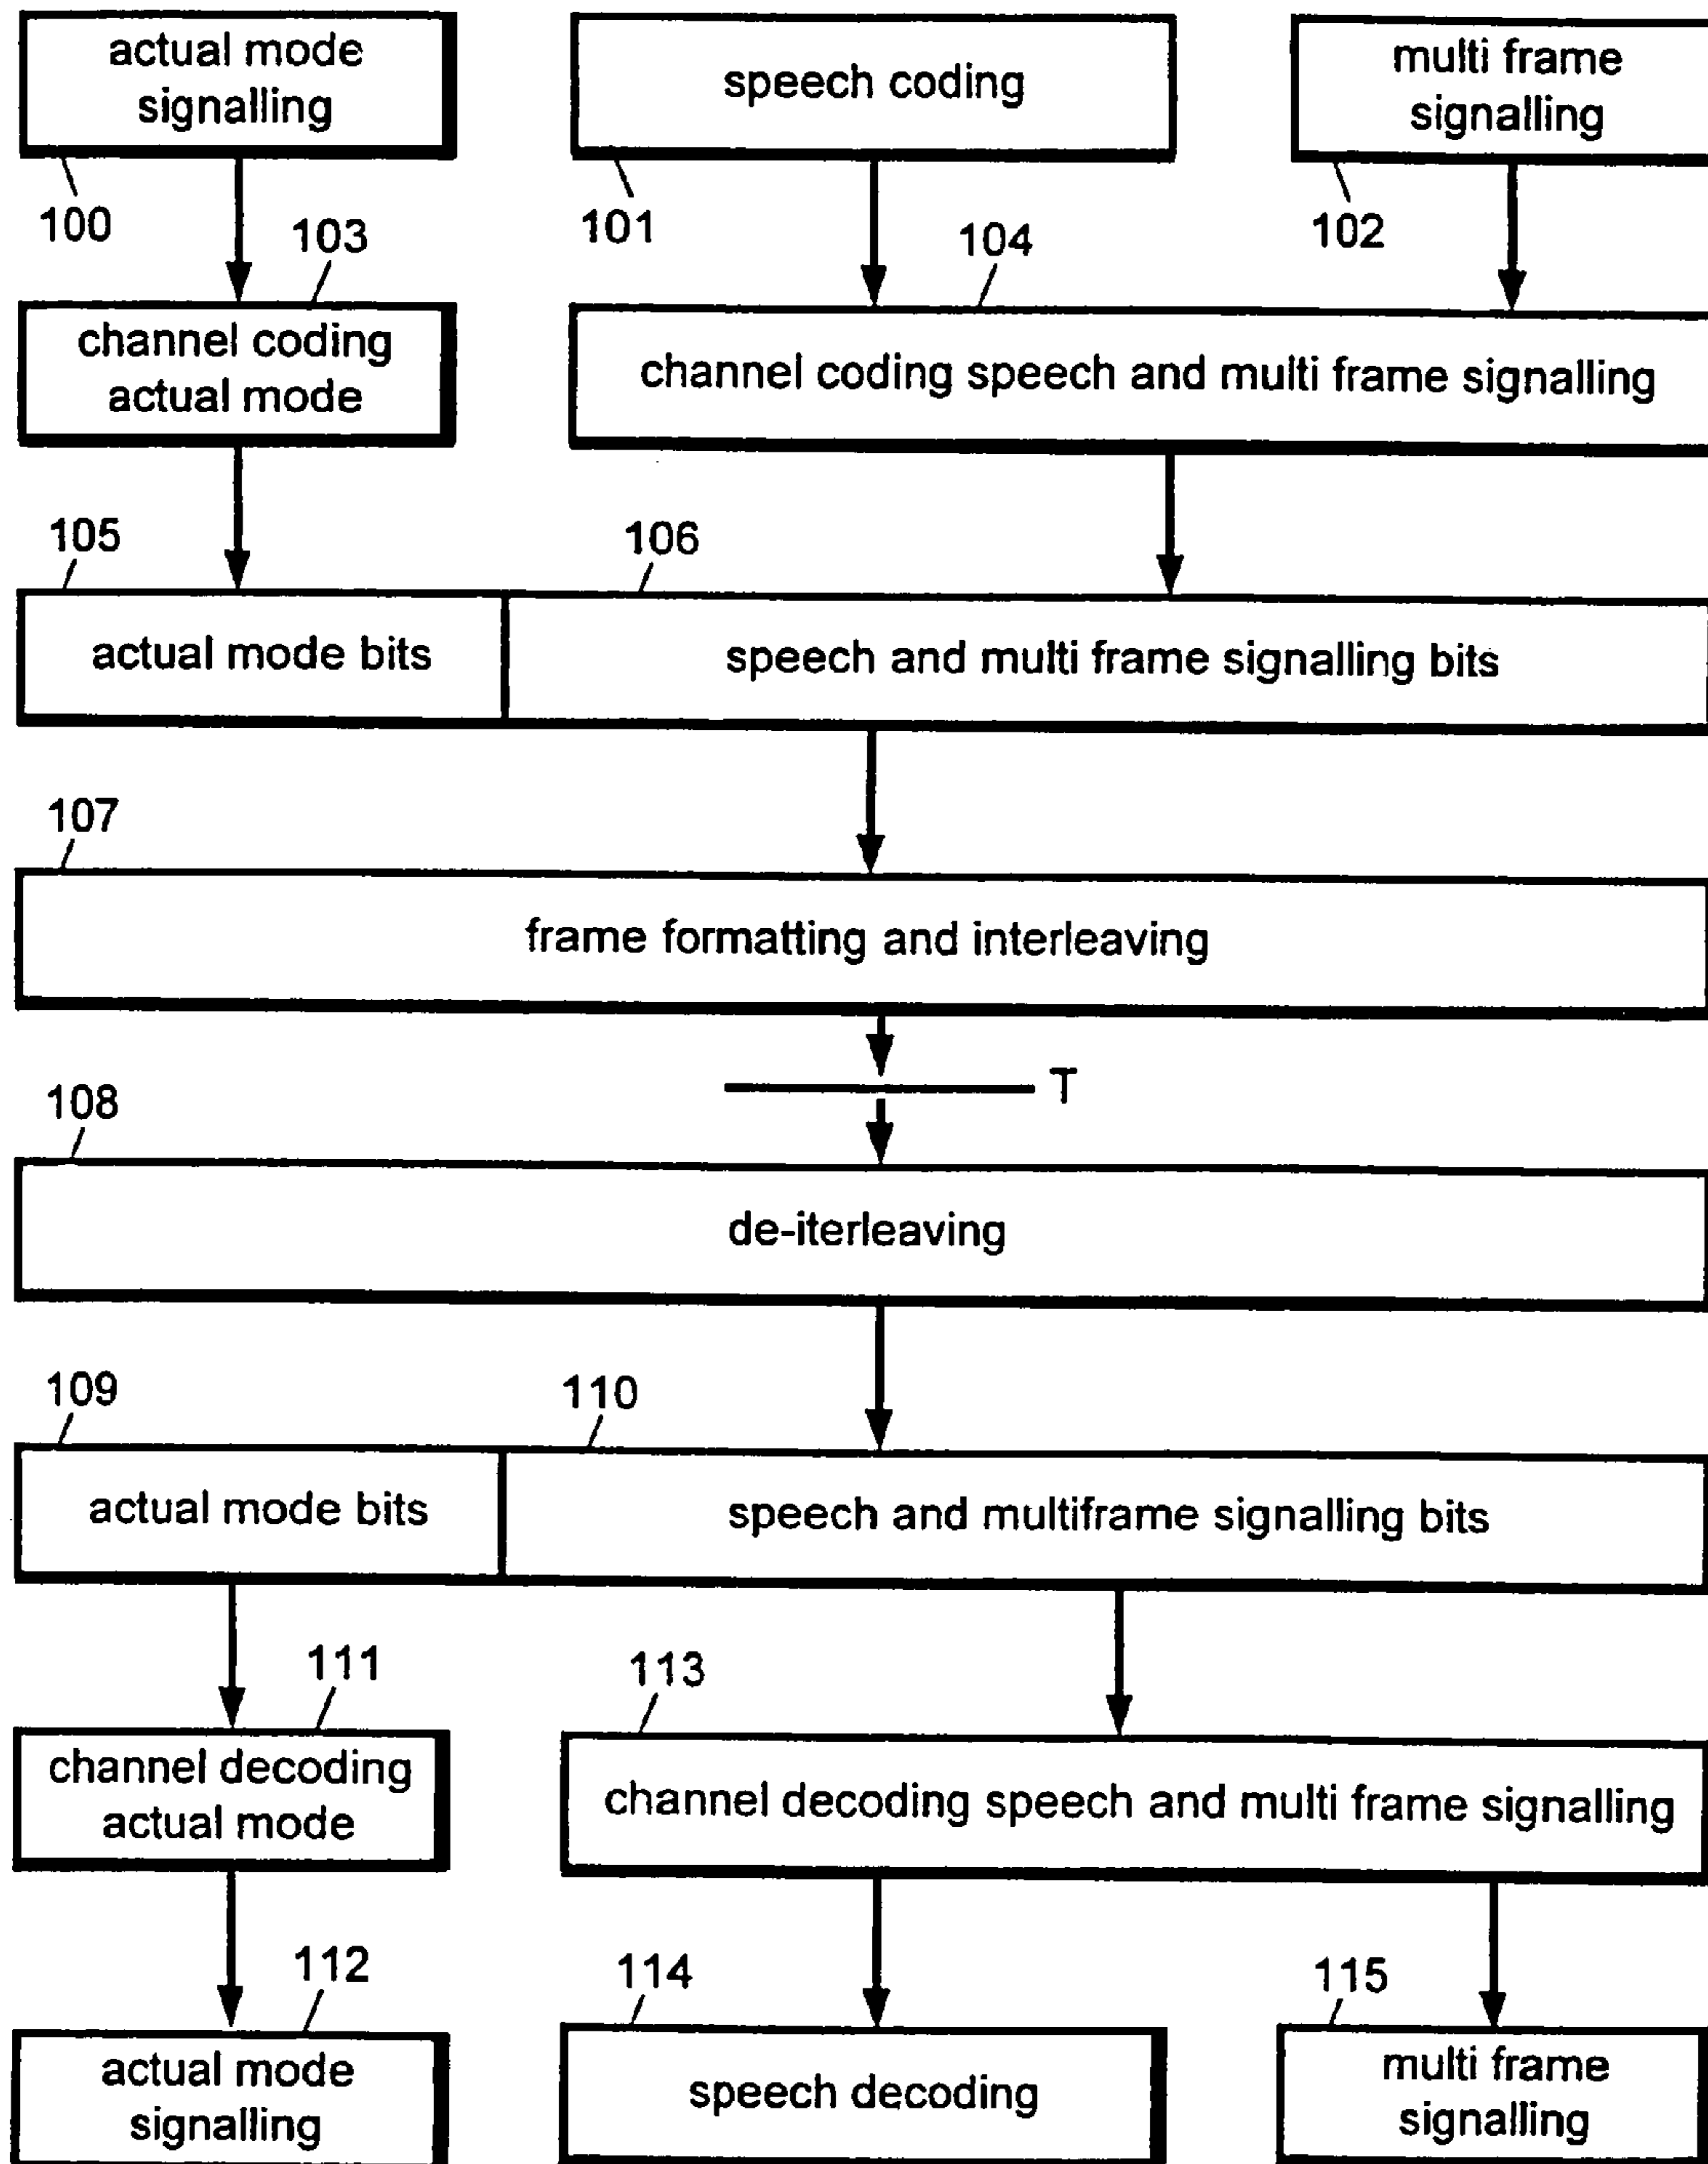 actual mode
signalling
speech coding
multi frame
signalling
100
103
101
104
102
channel coding
actual mode
channel coding speech and multi frame signalling
105
106
actual mode bits
speech and multi frame signalling bits
107
frame formatting and interleaving
T
108
de-iterleaving
109
110
actual mode bits
speech and multiframe signalling bits
111
113
channel decoding
actual mode
channel decoding speech and multi frame signalling
112
114
115
actual mode
signalling
speech decoding
multi frame
signalling